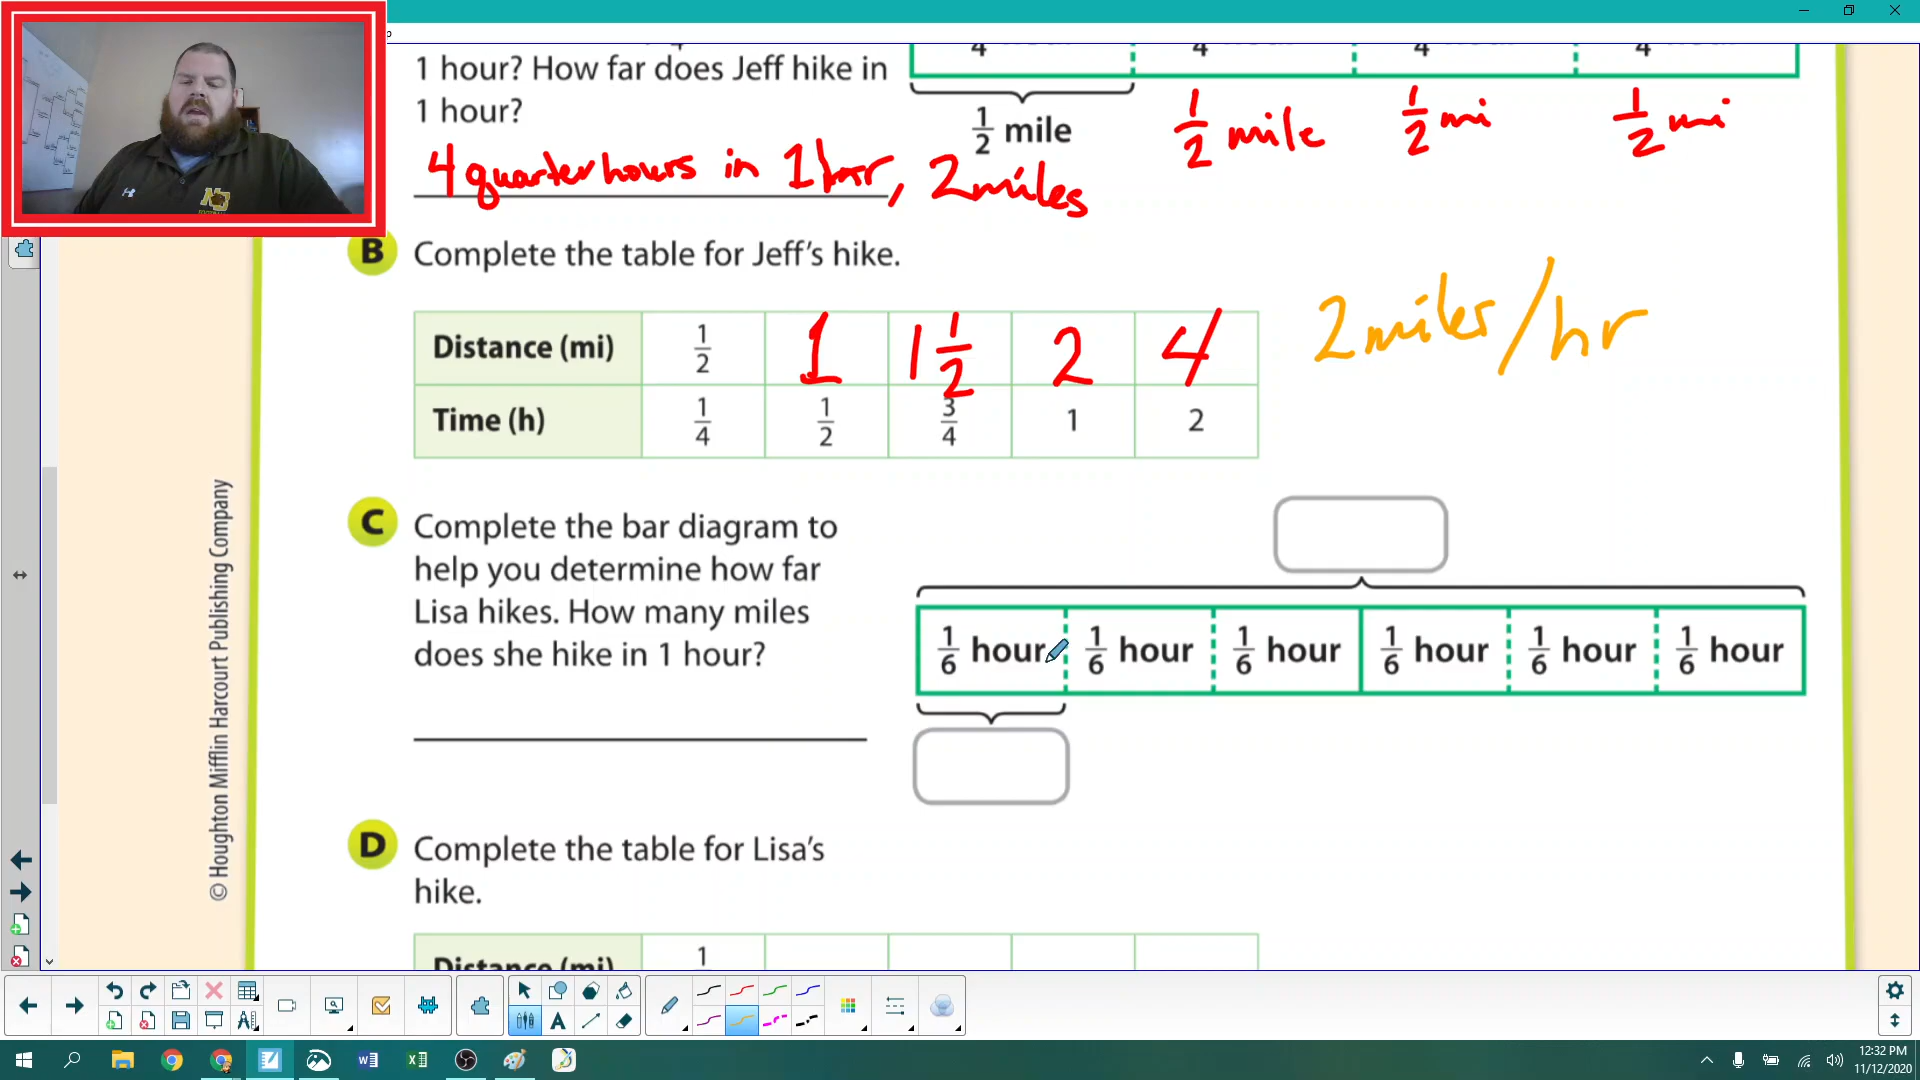 1 hour? How far does Jeff hike in
1 hour?
4 4 4 4
1/2 mile 1/2 mile 1/2 mi 1/2 mi
4 quarter hours in 1 hr, 2 miles
B Complete the table for Jeff's hike.
Distance (mi) 1/2 1 1 1/2 2 4
Time (h) 1/4 1/2 3/4 1 2
2 miles/hr
C Complete the bar diagram to
help you determine how far
Lisa hikes. How many miles
does she hike in 1 hour?
1/6 hour 1/6 hour 1/6 hour 1/6 hour 1/6 hour 1/6 hour
D Complete the table for Lisa's
hike.
Distance (mi) 1
© Houghton Mifflin Harcourt Publishing Company
12:32 PM
11/12/2020